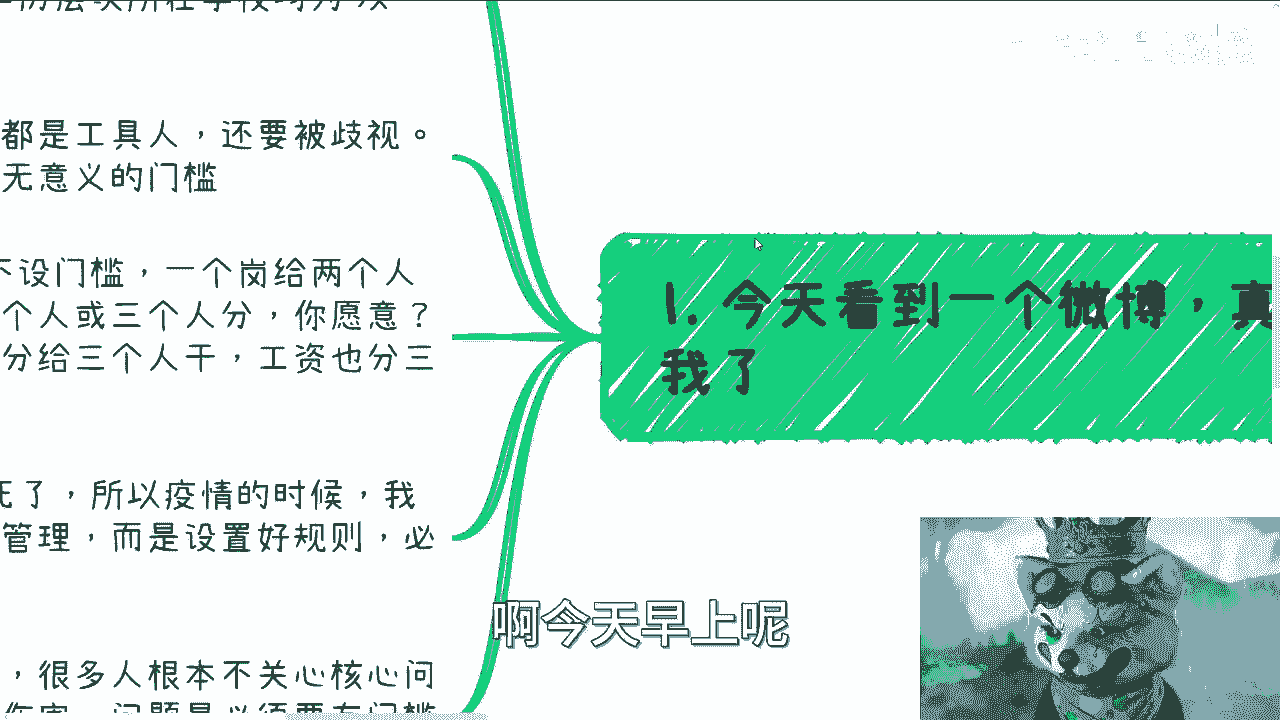 都是工具人，还要被歧视。
无意义的门槛
不设门槛，一个岗给两个人
个人或三个人分，你愿意？
分给三个人干，工资也分三
死了，所以疫情的时候，我
管理，而是设置好规则，必
，很多人根本不关心核心问
1. 今天看到一个微博，真
我了
啊今天早上呢